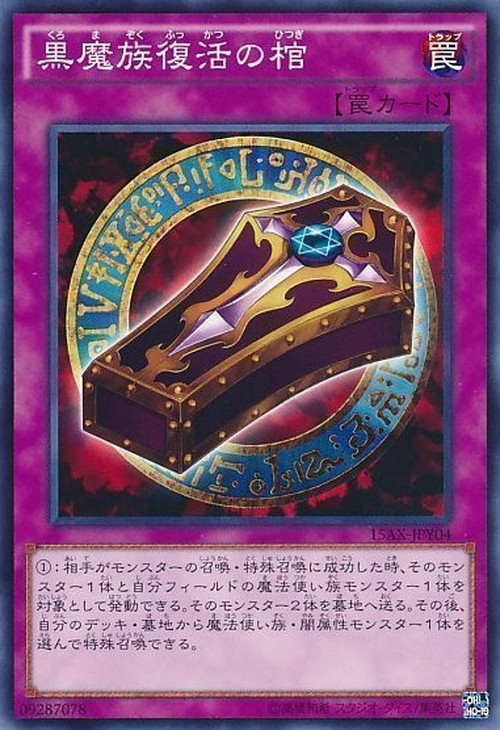 黒魔族復活の棺
罠
【罠カード】
15AX-JPY04
①:相手がモンスターの召喚・特殊召喚に成功した時、そのモン
スター1体と自分フィールドの魔法使い族モンスター1体を
対象として発動できる。そのモンスター2体を墓地へ送る。その後、
自分のデッキ・墓地から魔法使い族・闇属性モンスター1体を
選んで特殊召喚できる。
09287078
©高橋和希 スタジオ・ダイス/集英社